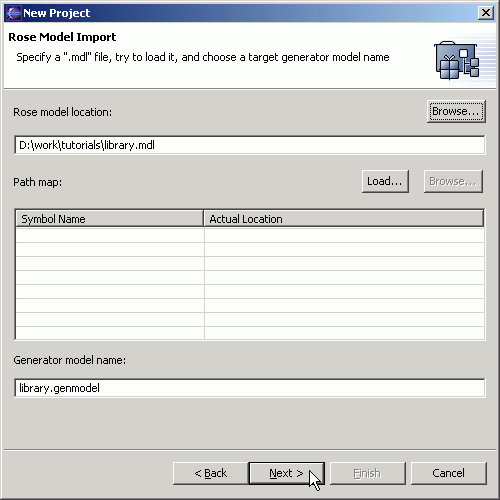 New Project
Rose Model Import
Specify a ".mdl" file, try to load it, and choose a target generator model name
Rose model location:
Browse...
D:\work\tutorials\library.mdl
Path map:
Load...
Browse...
Symbol Name
Actual Location
Generator model name:
library.genmodel
< Back
Next >
Finish
Cancel